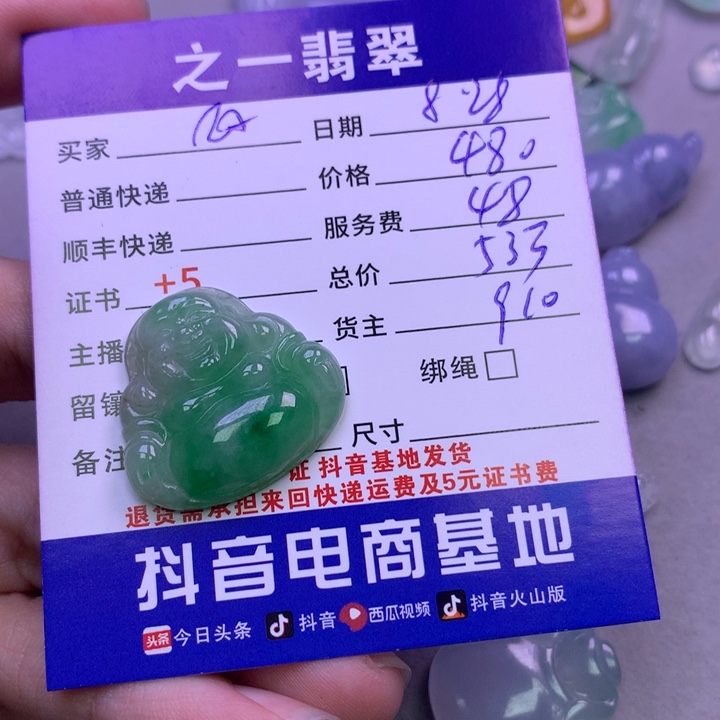 之一翡翠
买家 日期 8.28
普通快递 价格 480
顺丰快递 服务费 48
证书 +5 总价 533
主播 货主 910
留镶 绑绳
备注 尺寸
证 抖音基地发货
退货需承担来回快递运费及5元证书费
抖音电商基地
头条 今日头条 抖音 西瓜视频 抖音火山版